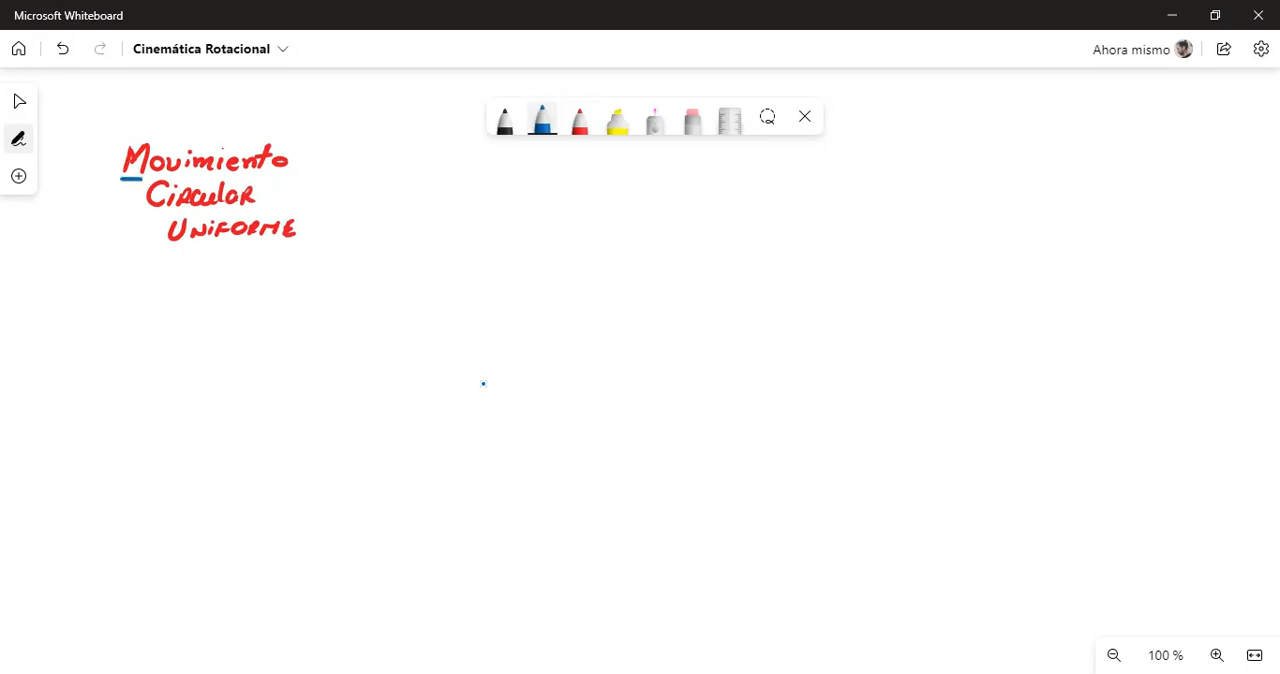 Microsoft Whiteboard
Cinemática Rotacional
Ahora mismo
Movimiento
Circular
UNIFORME
100 %